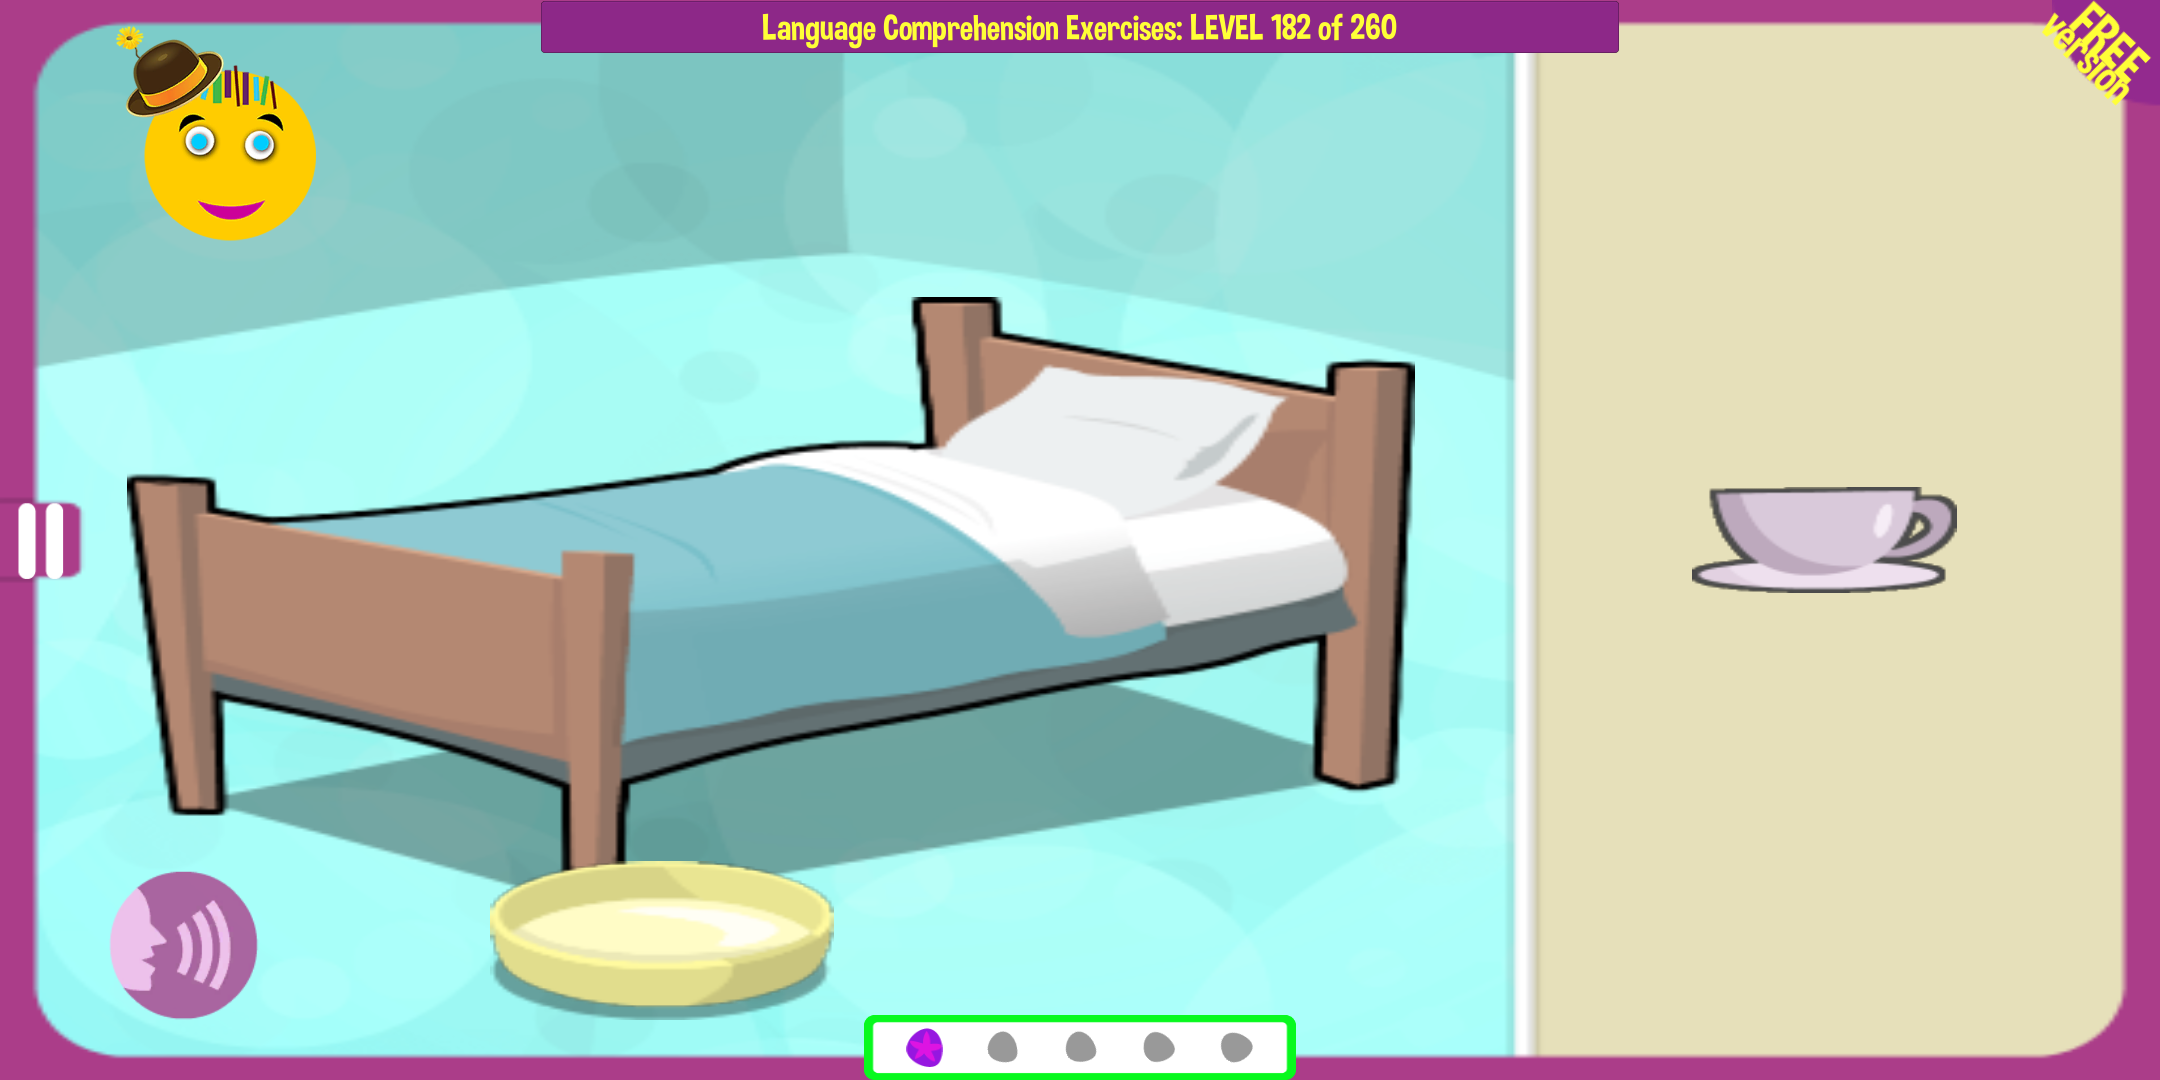 Language Comprehension Exercises: LEVEL 182 of 260
FREE
version